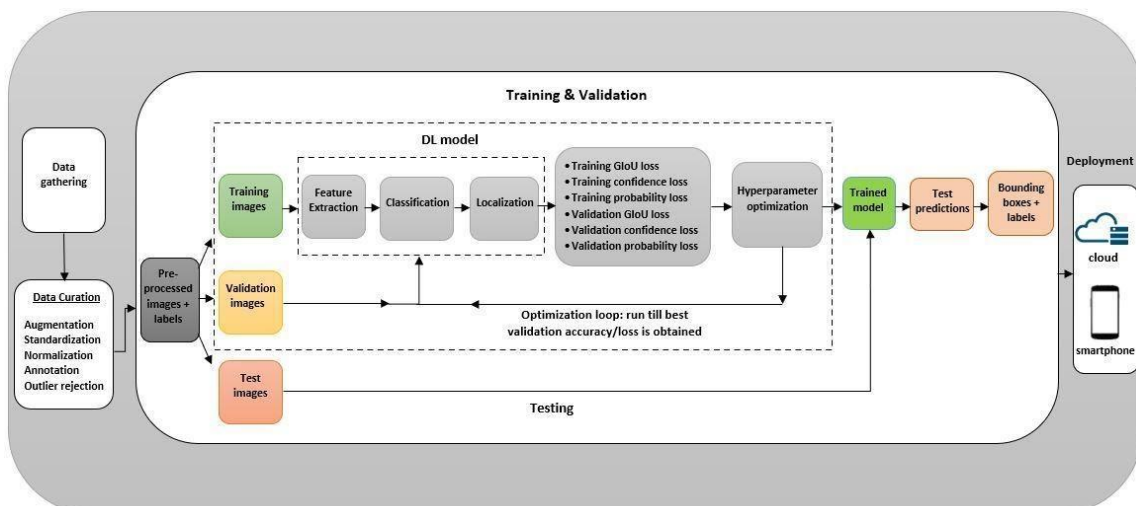 Training & Validation
Data
gathering
Data Curation
Augmentation
Standardization
Normalization
Annotation
Outlier rejection
Pre-
processed
images +
labels
DL model
Training
images
Feature
Extraction
Classification
Localization
• Training GIoU loss
• Training confidence loss
• Training probability loss
• Validation GIoU loss
• Validation confidence loss
• Validation probability loss
Hyperparameter
optimization
Validation
images
Optimization loop: run till best
validation accuracy/loss is obtained
Test
images
Testing
Trained
model
Test
predictions
Bounding
boxes +
labels
Deployment
cloud
smartphone